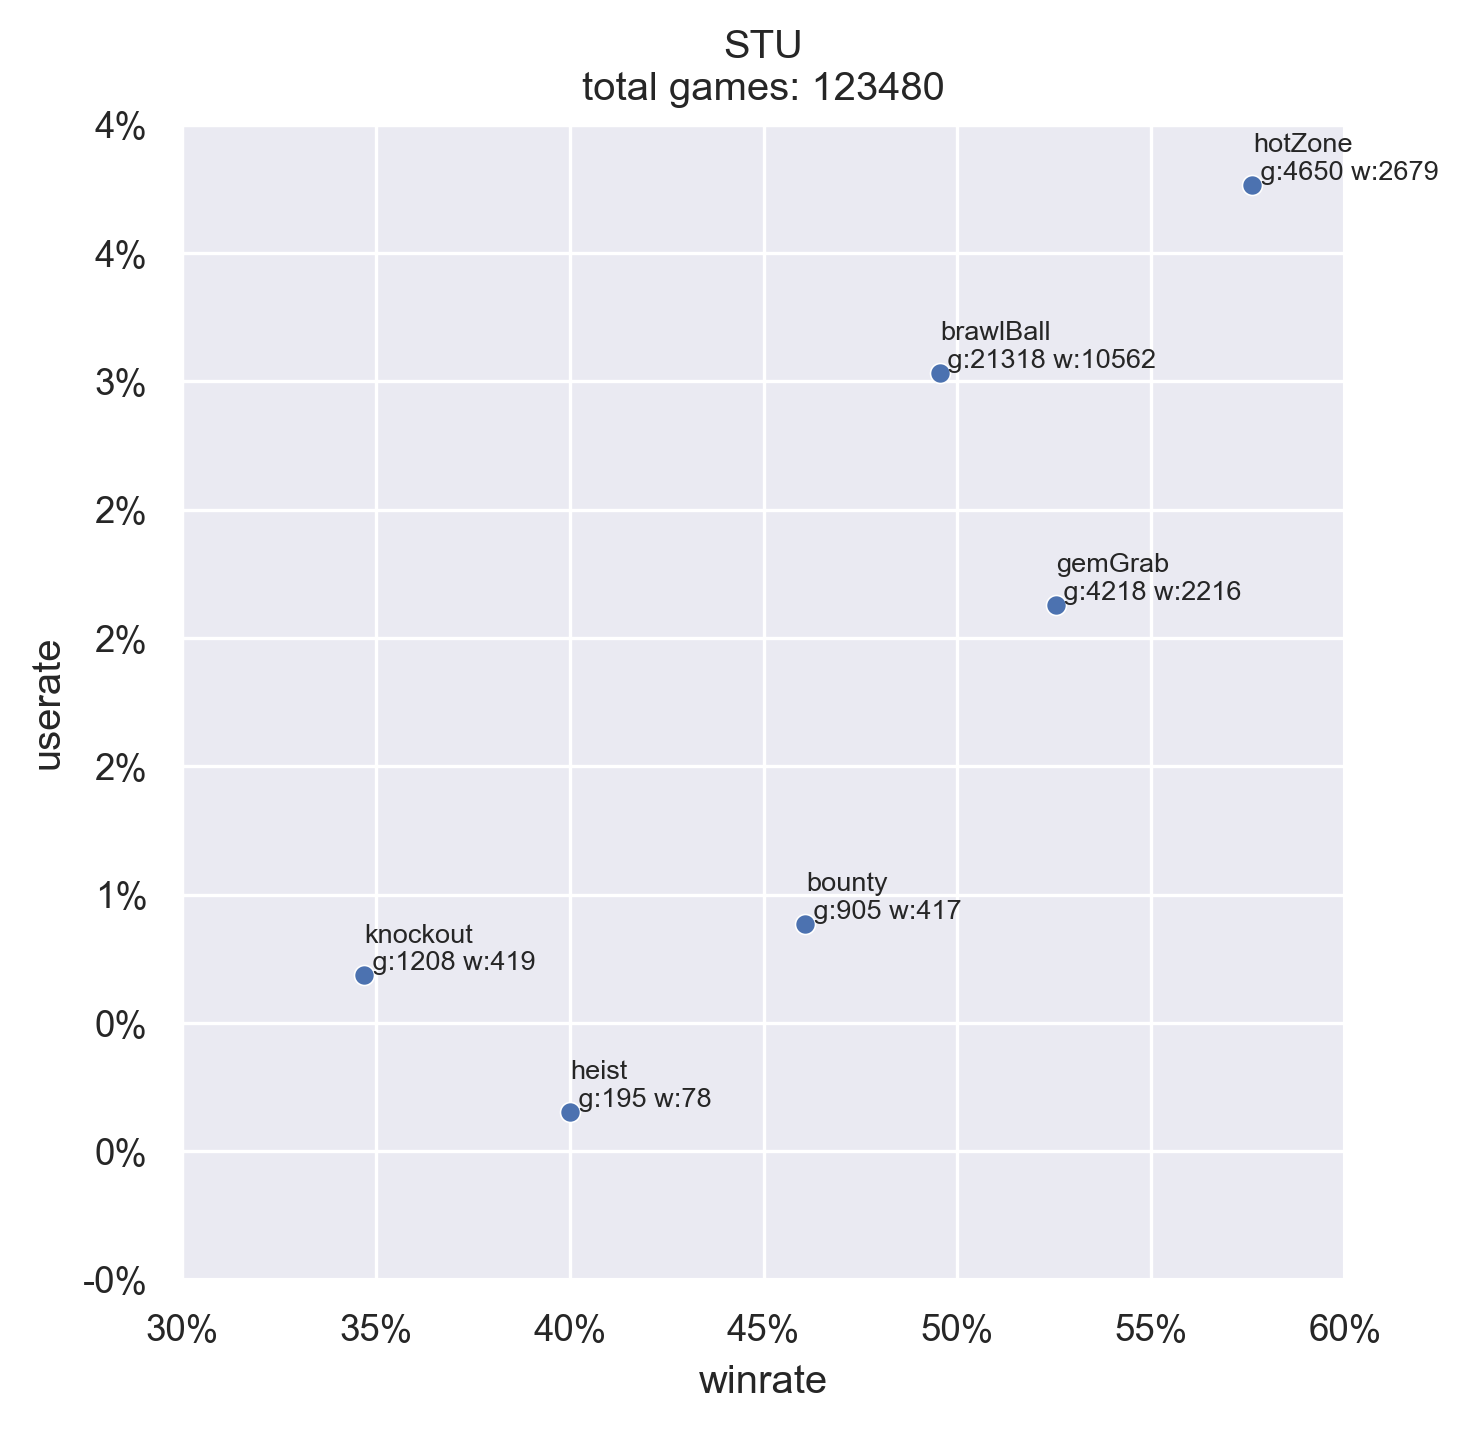 STU
total games: 123480
4%
4%
3%
2%
2%
2%
1%
0%
0%
-0%
userate
hotZone
g:4650 w:2679
brawlBall
g:21318 w:10562
gemGrab
g:4218 w:2216
bounty
g:905 w:417
knockout
g:1208 w:419
heist
g:195 w:78
30%
35%
40%
45%
50%
55%
60%
winrate